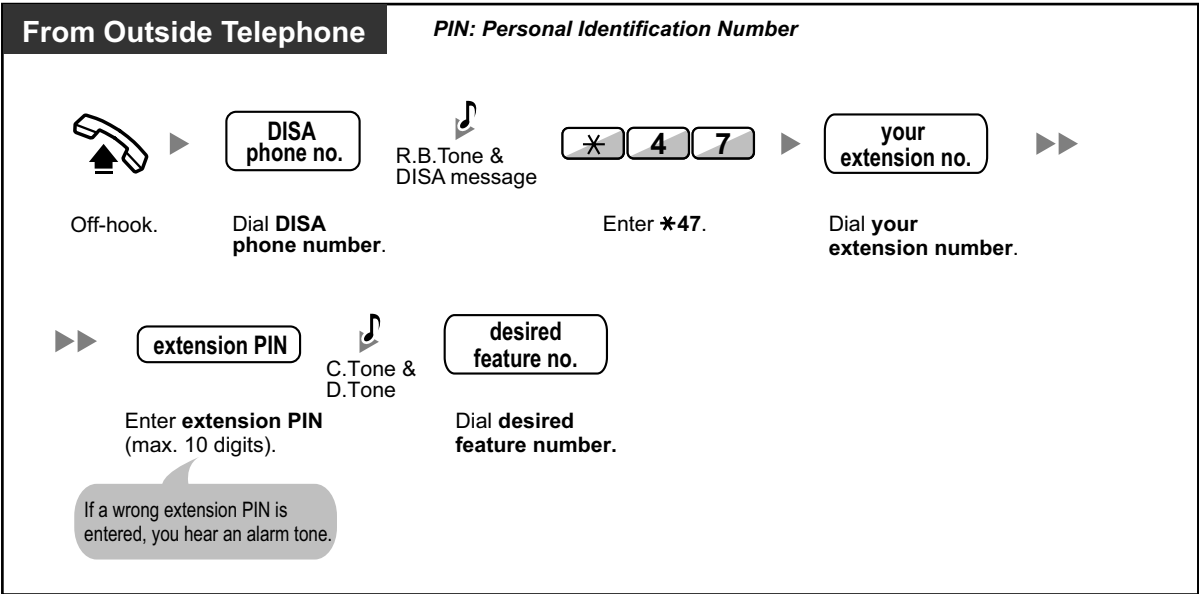 From Outside Telephone
PIN: Personal Identification Number
DISA
phone no.
R.B.Tone &
DISA message
* 4 7
your
extension no.
Off-hook.
Dial DISA
phone number.
Enter *47.
Dial your
extension number.
extension PIN
C.Tone &
D.Tone
desired
feature no.
Enter extension PIN
(max. 10 digits).
Dial desired
feature number.
If a wrong extension PIN is
entered, you hear an alarm tone.